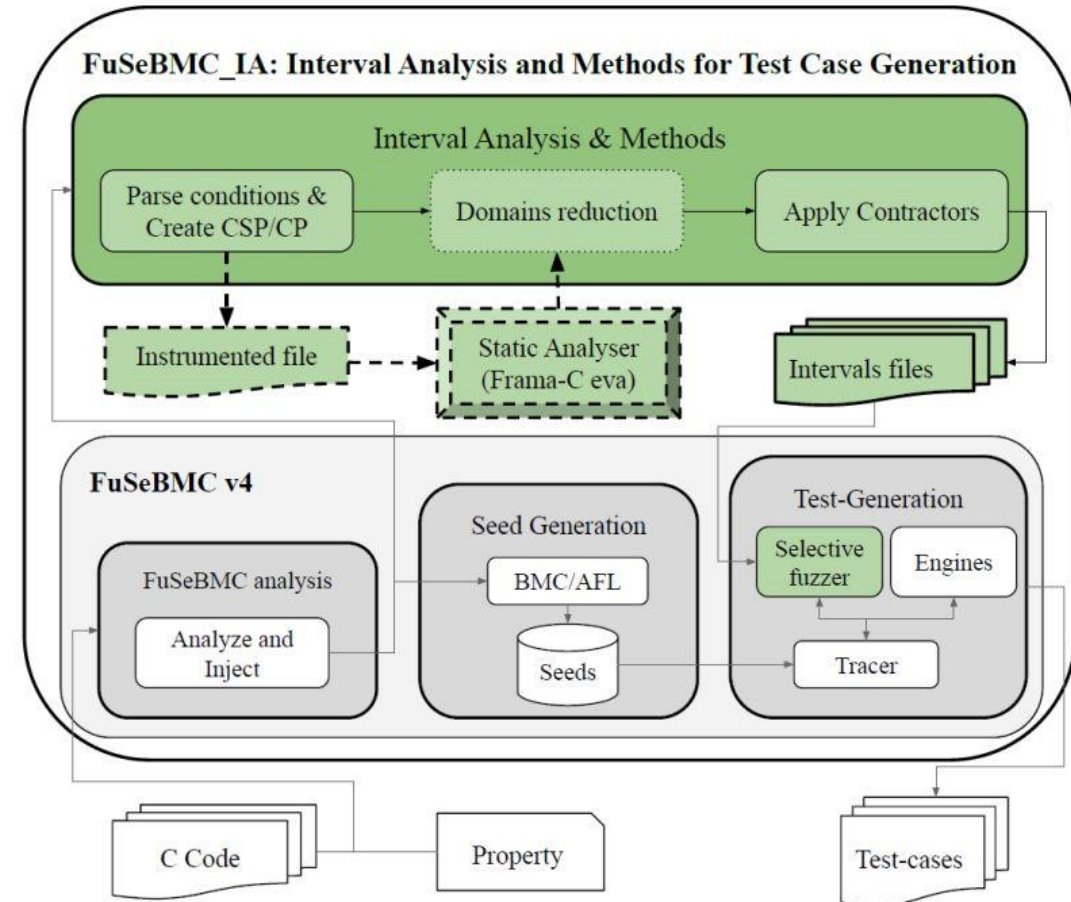 FuSeBMC_IA: Interval Analysis and Methods for Test Case Generation
Interval Analysis & Methods
Parse conditions &
Create CSP/CP
Domains reduction
Apply Contractors
Instrumented file
Static Analyser
(Frama-C eva)
Intervals files
FuSeBMC v4
FuSeBMC analysis
Analyze and
Inject
Seed Generation
BMC/AFL
Seeds
Test-Generation
Selective
fuzzer
Engines
Tracer
C Code
Property
Test-cases